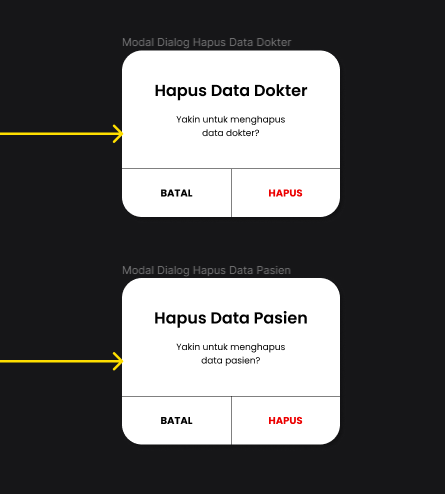 Modal Dialog Hapus Data Dokter
Hapus Data Dokter
Yakin untuk menghapus
data dokter?
BATAL HAPUS
Modal Dialog Hapus Data Pasien
Hapus Data Pasien
Yakin untuk menghapus
data pasien?
BATAL HAPUS